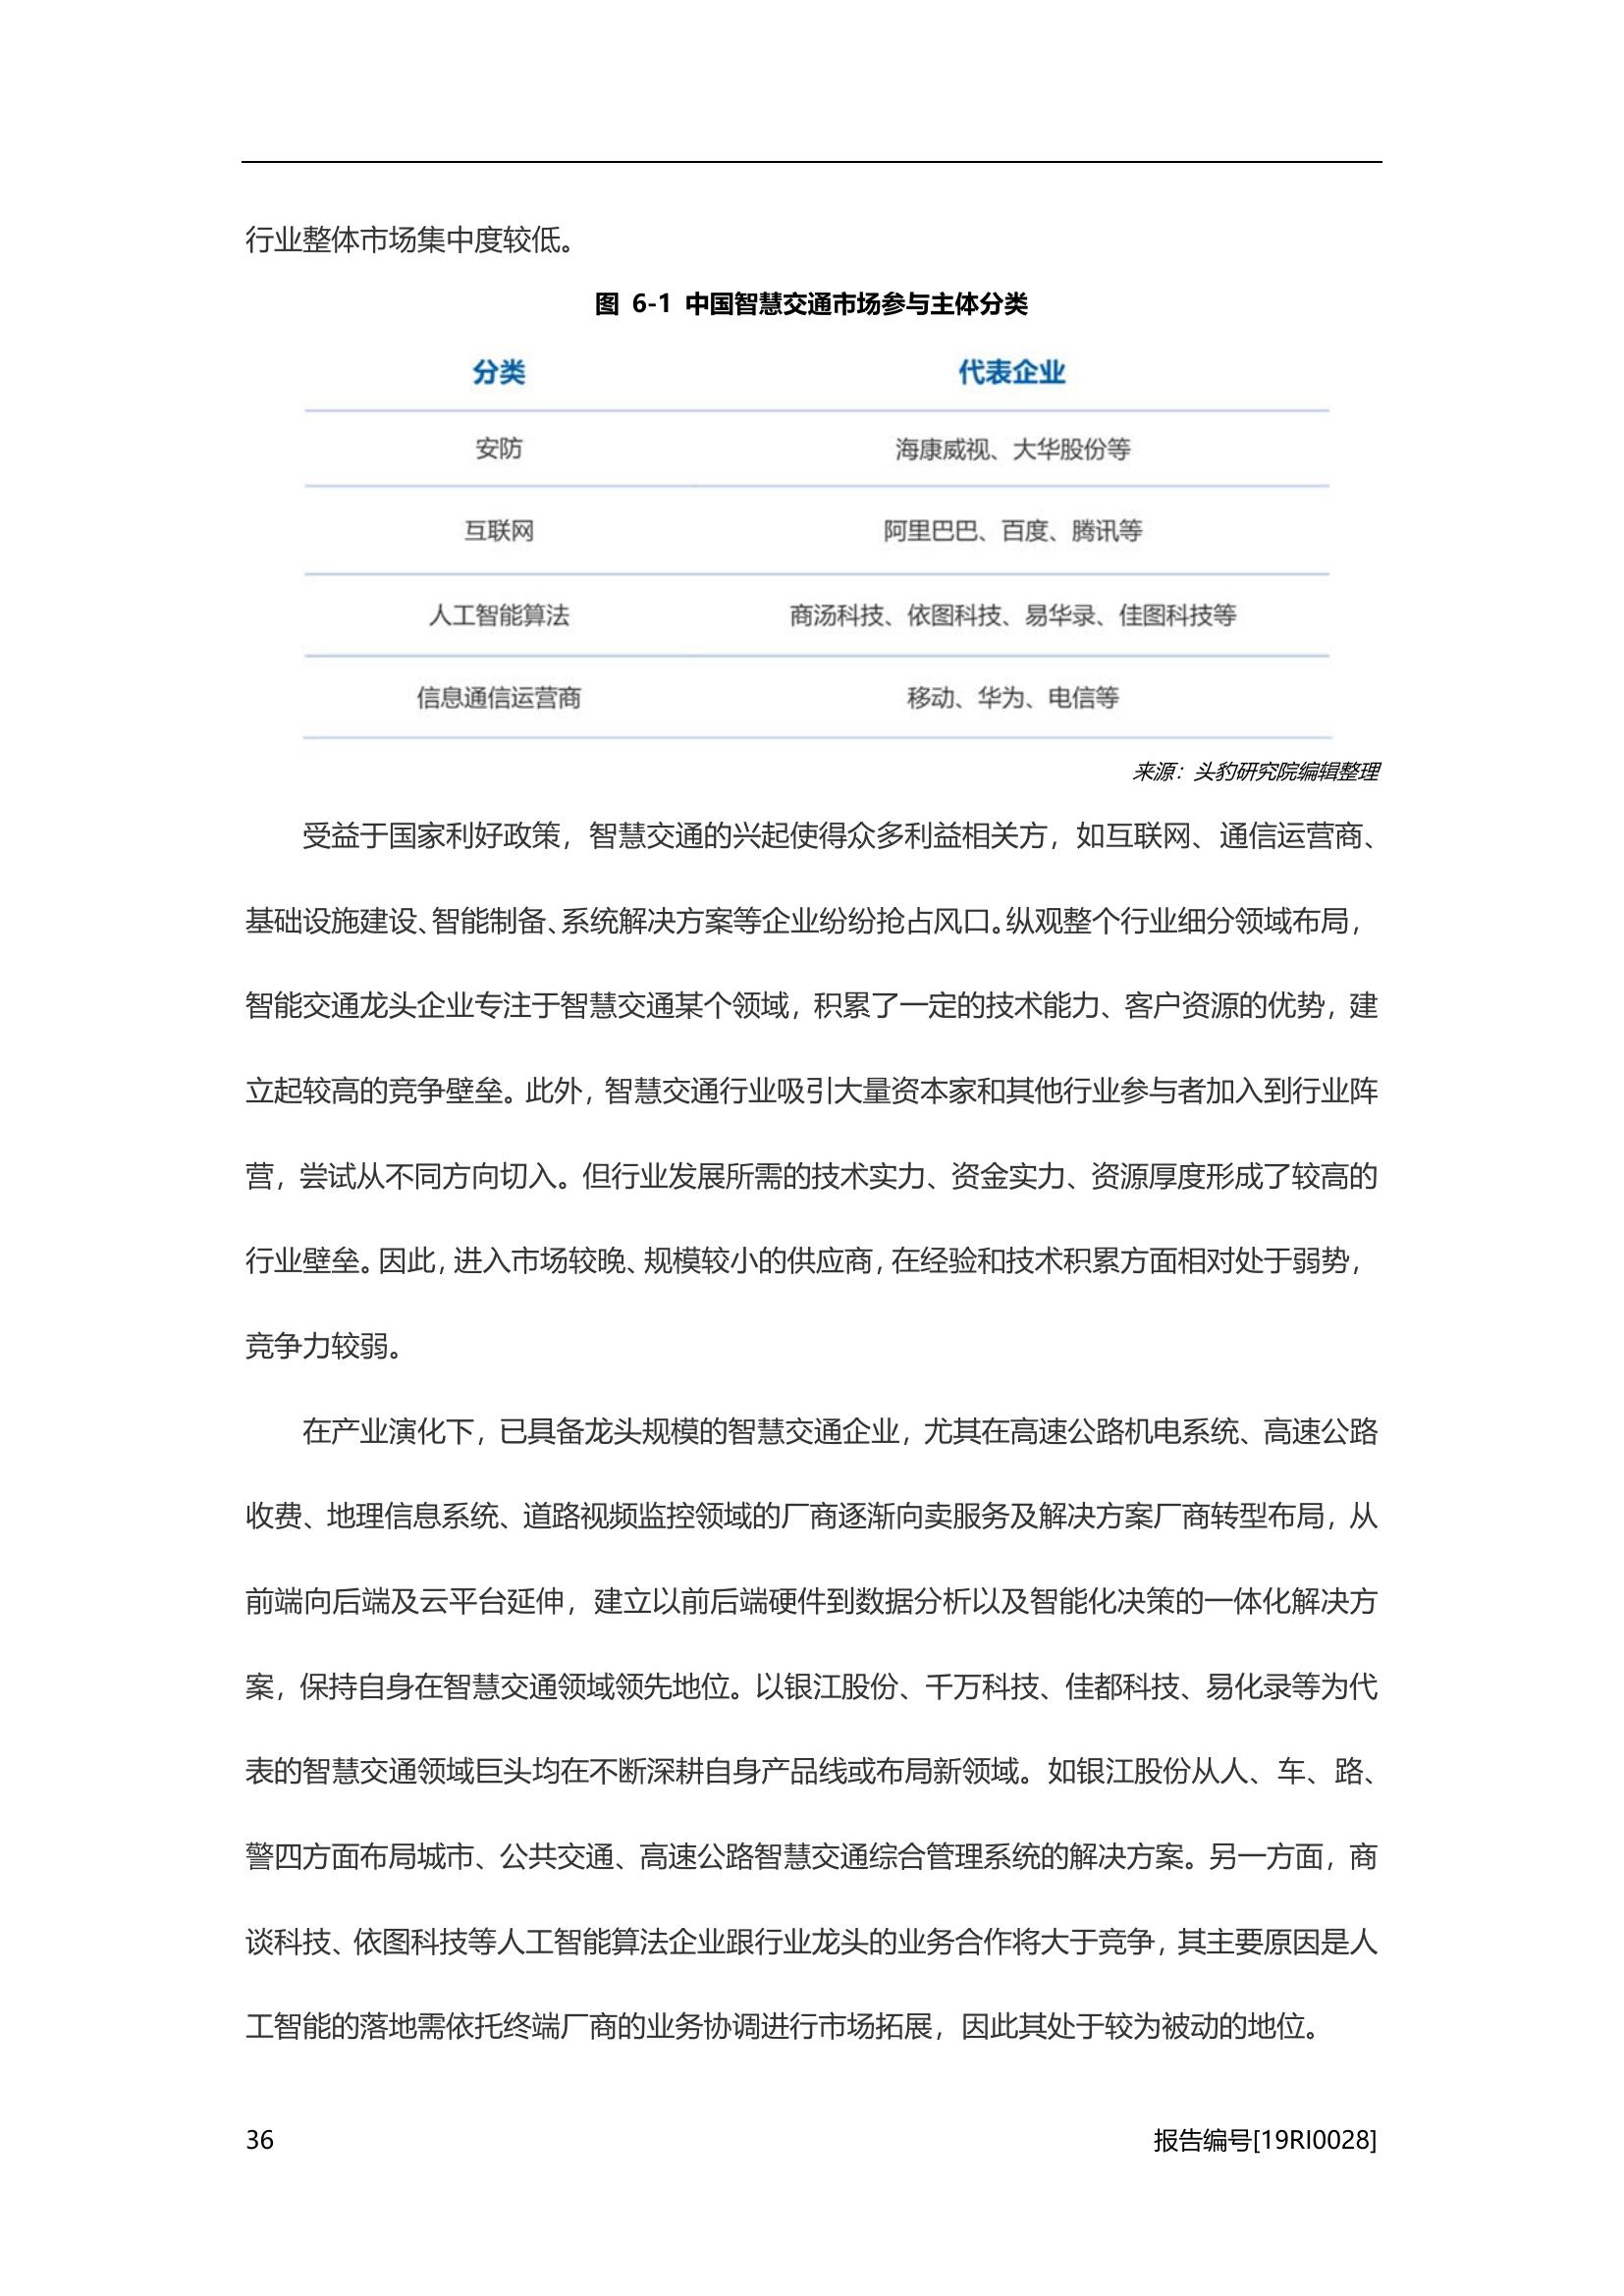 行业整体市场集中度较低。
图 6-1 中国智慧交通市场参与主体分类
分类 代表企业
安防 海康威视、大华股份等
互联网 阿里巴巴、百度、腾讯等
人工智能算法 商汤科技、依图科技、易华录、佳图科技等
信息通信运营商 移动、华为、电信等
来源：头豹研究院编辑整理
受益于国家利好政策，智慧交通的兴起使得众多利益相关方，如互联网、通信运营商、
基础设施建设、智能制备、系统解决方案等企业纷纷抢占风口。纵观整个行业细分领域布局，
智能交通龙头企业专注于智慧交通某个领域，积累了一定的技术能力、客户资源的优势，建
立起较高的竞争壁垒。此外，智慧交通行业吸引大量资本家和其他行业参与者加入到行业阵
营，尝试从不同方向切入。但行业发展所需的技术实力、资金实力、资源厚度形成了较高的
行业壁垒。因此，进入市场较晚、规模较小的供应商，在经验和技术积累方面相对处于弱势，
竞争力较弱。
在产业演化下，已具备龙头规模的智慧交通企业，尤其在高速公路机电系统、高速公路
收费、地理信息系统、道路视频监控领域的厂商逐渐向卖服务及解决方案厂商转型布局，从
前端向后端及云平台延伸，建立以前后端硬件到数据分析以及智能化决策的一体化解决方
案，保持自身在智慧交通领域领先地位。以银江股份、千万科技、佳都科技、易化录等为代
表的智慧交通领域巨头均在不断深耕自身产品线或布局新领域。如银江股份从人、车、路、
警四方面布局城市、公共交通、高速公路智慧交通综合管理系统的解决方案。另一方面，商
谈科技、依图科技等人工智能算法企业跟行业龙头的业务合作将大于竞争，其主要原因是人
工智能的落地需依托终端厂商的业务协调进行市场拓展，因此其处于较为被动的地位。
36 报告编号[19RI0028]